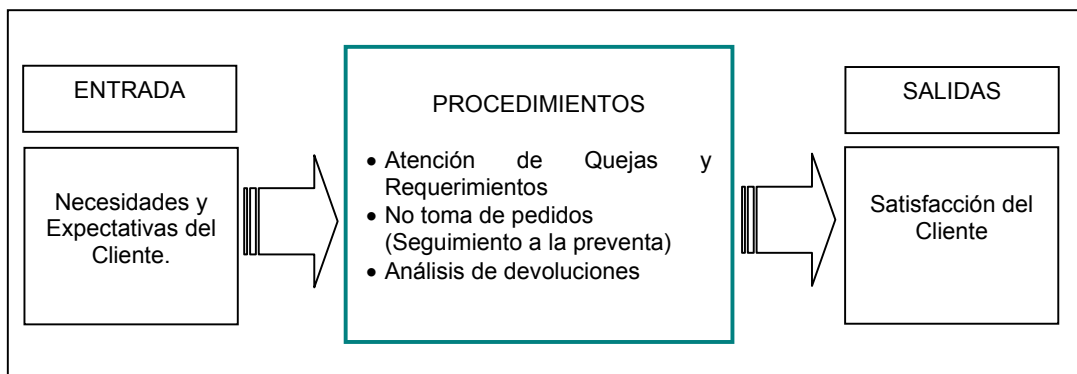 ENTRADA
Necesidades y
Expectativas del
Cliente.
PROCEDIMIENTOS
• Atención de Quejas y
Requerimientos
• No toma de pedidos
(Seguimiento a la preventa)
• Análisis de devoluciones
SALIDAS
Satisfacción del
Cliente